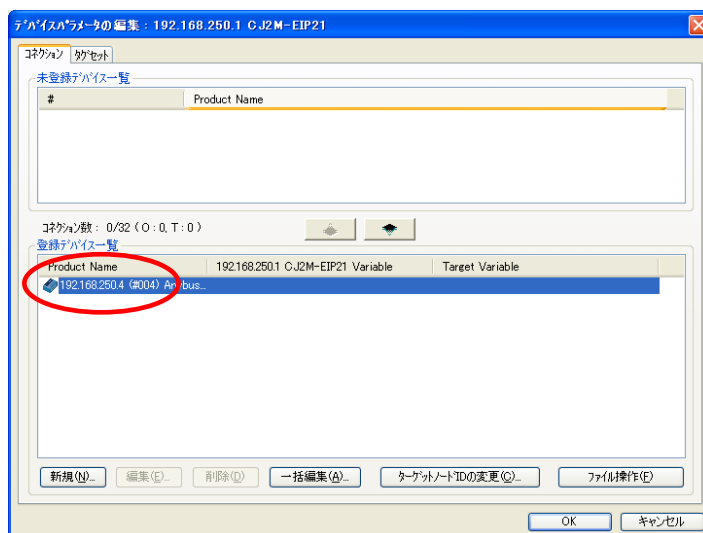 デバイスパラメータの編集 : 192.168.250.1 CJ2M-EIP21
コネクション タグセット
未登録デバイス一覧
# Product Name
コネクション数 : 0/32 ( O : 0, T : 0 )
登録デバイス一覧
Product Name 192.168.250.1 CJ2M-EIP21 Variable Target Variable
192.168.250.4 (#004) Anybus...
新規(N)... 編集(E)... 削除(D) 一括編集(A)... ターゲットノードIDの変更(C)... ファイル操作(F)
OK キャンセル